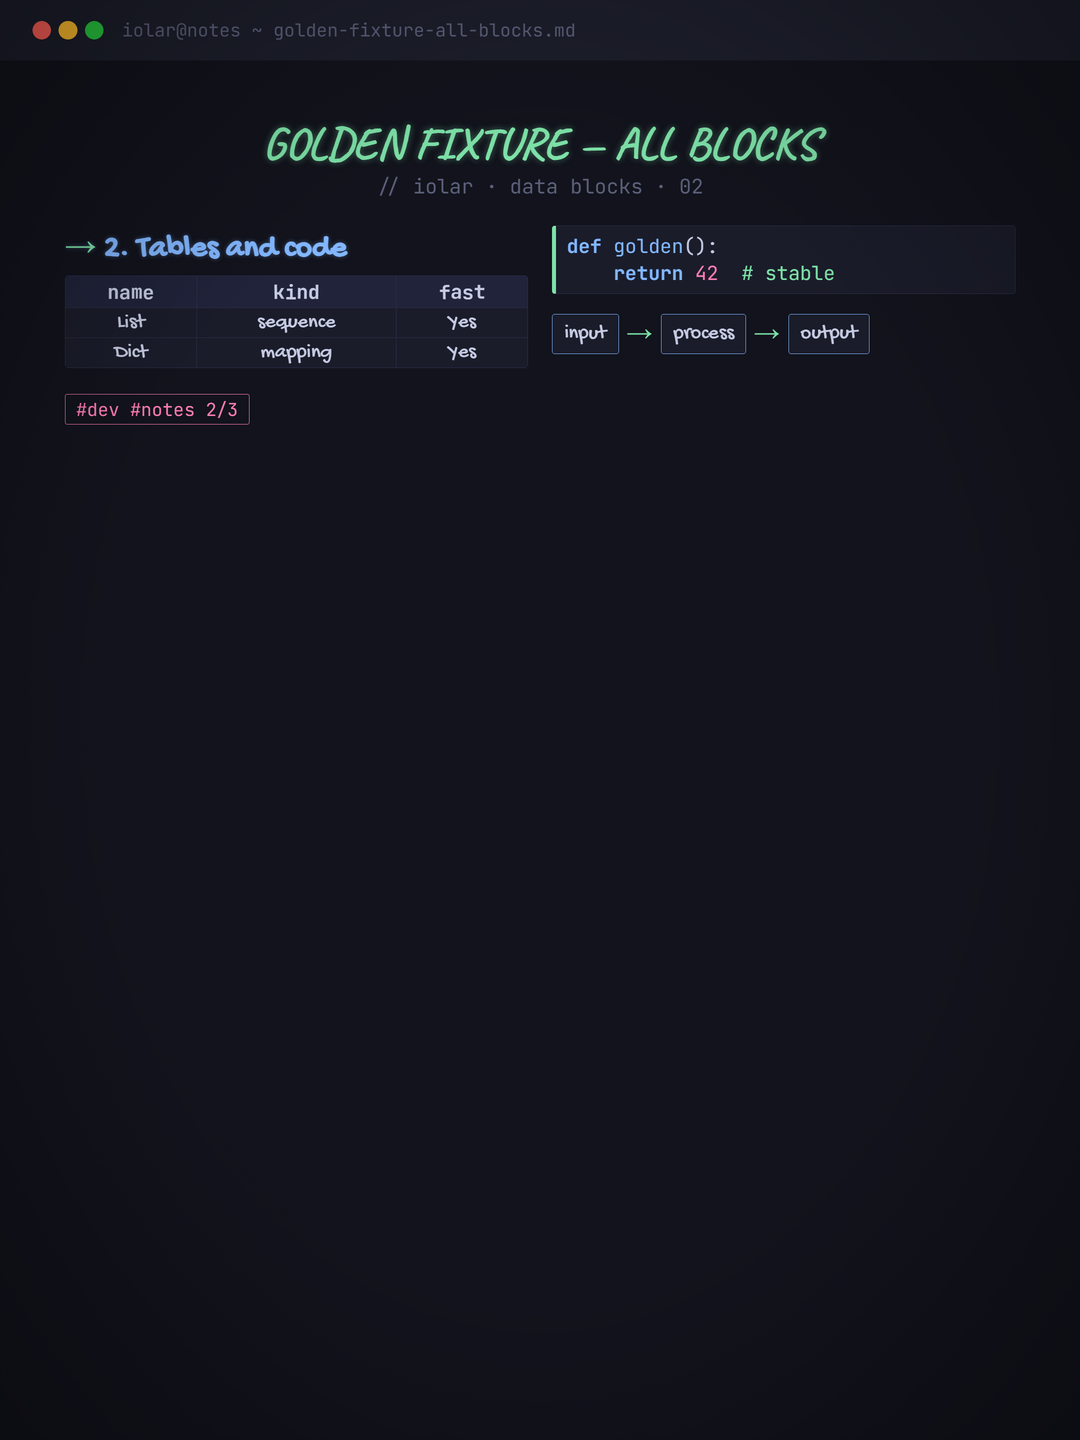 iolar@notes ~ golden-fixture-all-blocks.md
GOLDEN FIXTURE – ALL BLOCKS
// iolar · data blocks · 02
→ 2. Tables and code
name kind fast
List sequence Yes
Dict mapping Yes
#dev #notes 2/3
def golden():
    return 42  # stable
input → process → output